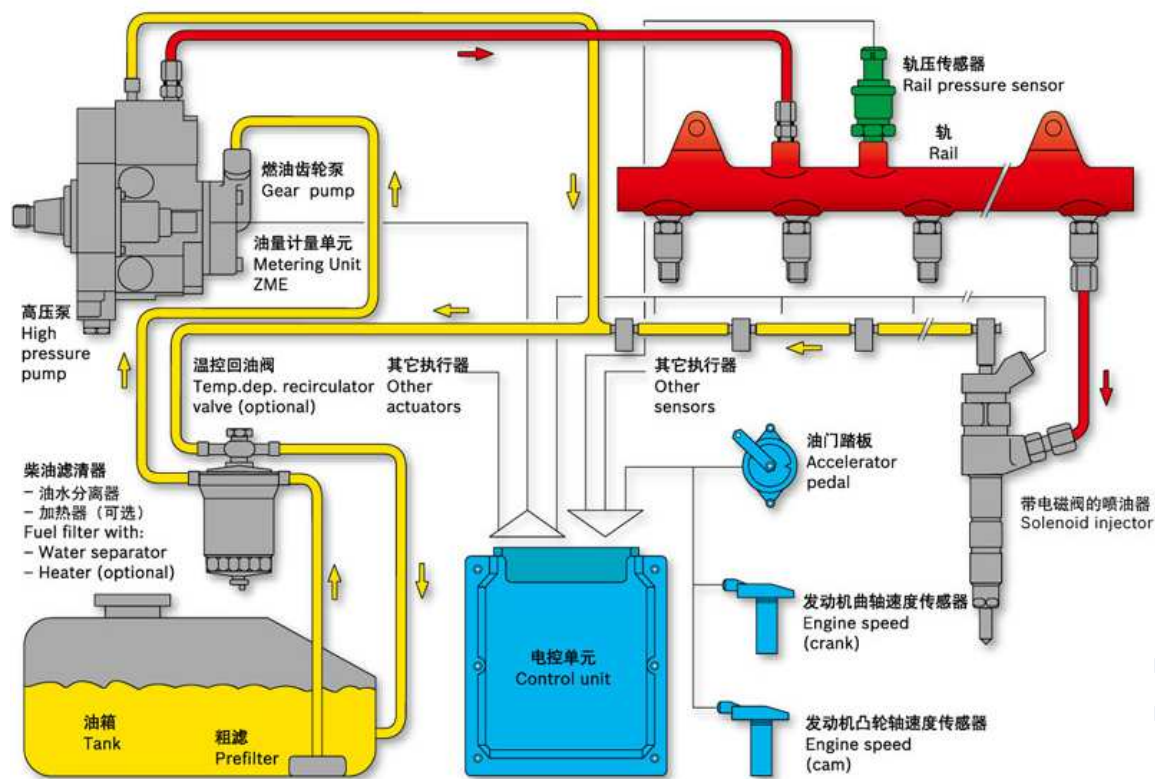 轨压传感器
Rail pressure sensor
轨
Rail
燃油齿轮泵
Gear pump
油量计量单元
Metering Unit
ZME
高压泵
High
pressure
pump
温控回油阀
Temp.dep. recirculator
valve (optional)
其它执行器
Other
actuators
其它执行器
Other
sensors
油门踏板
Accelerator
pedal
柴油滤清器
– 油水分离器
– 加热器（可选）
Fuel filter with:
– Water separator
– Heater (optional)
带电磁阀的喷油器
Solenoid injector
发动机曲轴速度传感器
Engine speed
(crank)
电控单元
Control unit
油箱
Tank
粗滤
Prefilter
发动机凸轮轴速度传感器
Engine speed
(cam)